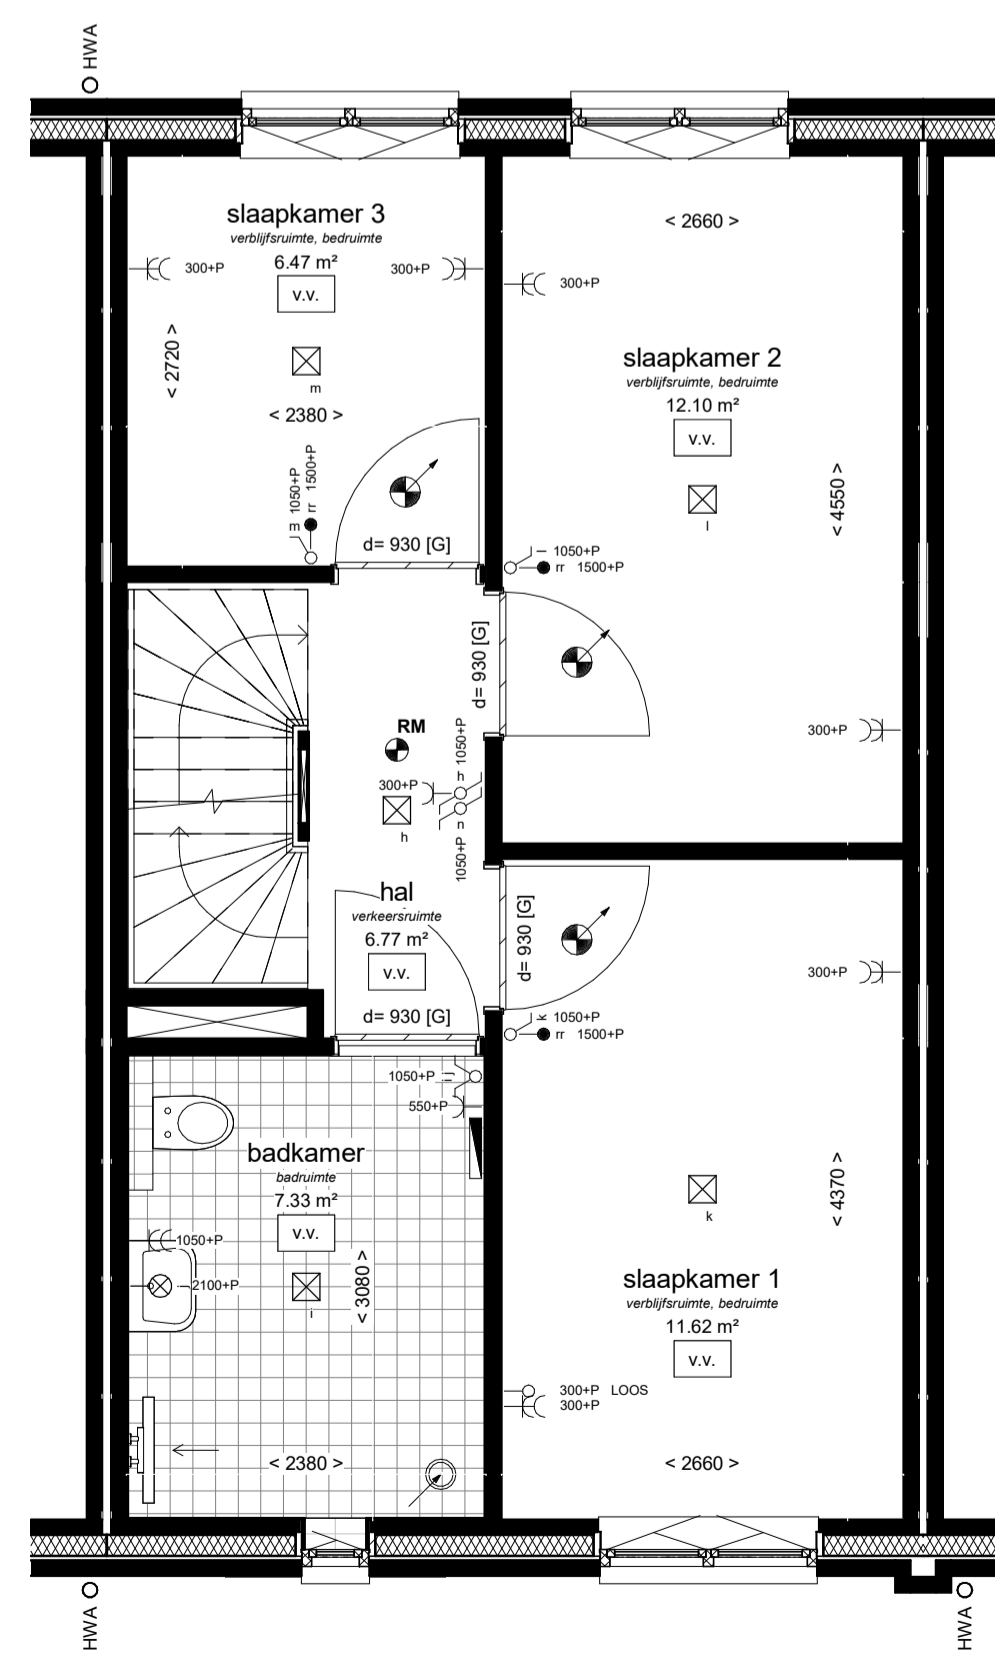 HWA
slaapkamer 3
verblijfsruimte, bedruimte
6.47 m²
v.v.
300+P
300+P
< 2720 >
m
< 2380 >
m 1050+P
rr 1500+P
d= 930 [G]
< 2660 >
300+P
slaapkamer 2
verblijfsruimte, bedruimte
12.10 m²
v.v.
l
< 4550 >
l 1050+P
rr 1500+P
d= 930 [G]
300+P
RM
300+P
h
h 1050+P
n
1050+P
hal
verkeersruimte
6.77 m²
v.v.
d= 930 [G]
d= 930 [G]
300+P
k 1050+P
rr 1500+P
1050+P i j
550+P
badkamer
badruimte
7.33 m²
v.v.
1050+P
2100+P
i
< 3080 >
< 2380 >
k
< 4370 >
slaapkamer 1
verblijfsruimte, bedruimte
11.62 m²
v.v.
300+P LOOS
300+P
< 2660 >
HWA
HWA